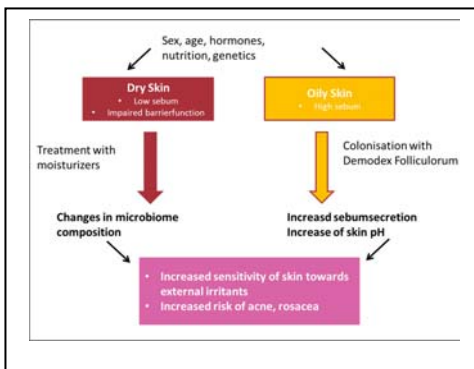 Sex, age, hormones,
nutrition, genetics
Dry Skin
• Low sebum
• Impaired barrierfunction
Oily Skin
• High sebum
Treatment with
moisturizers
Colonisation with
Demodex Folliculorum
Changes in microbiome
composition
Increasd sebumsecretion
Increase of skin pH
• Increased sensitivity of skin towards
external irritants
• Increased risk of acne, rosacea